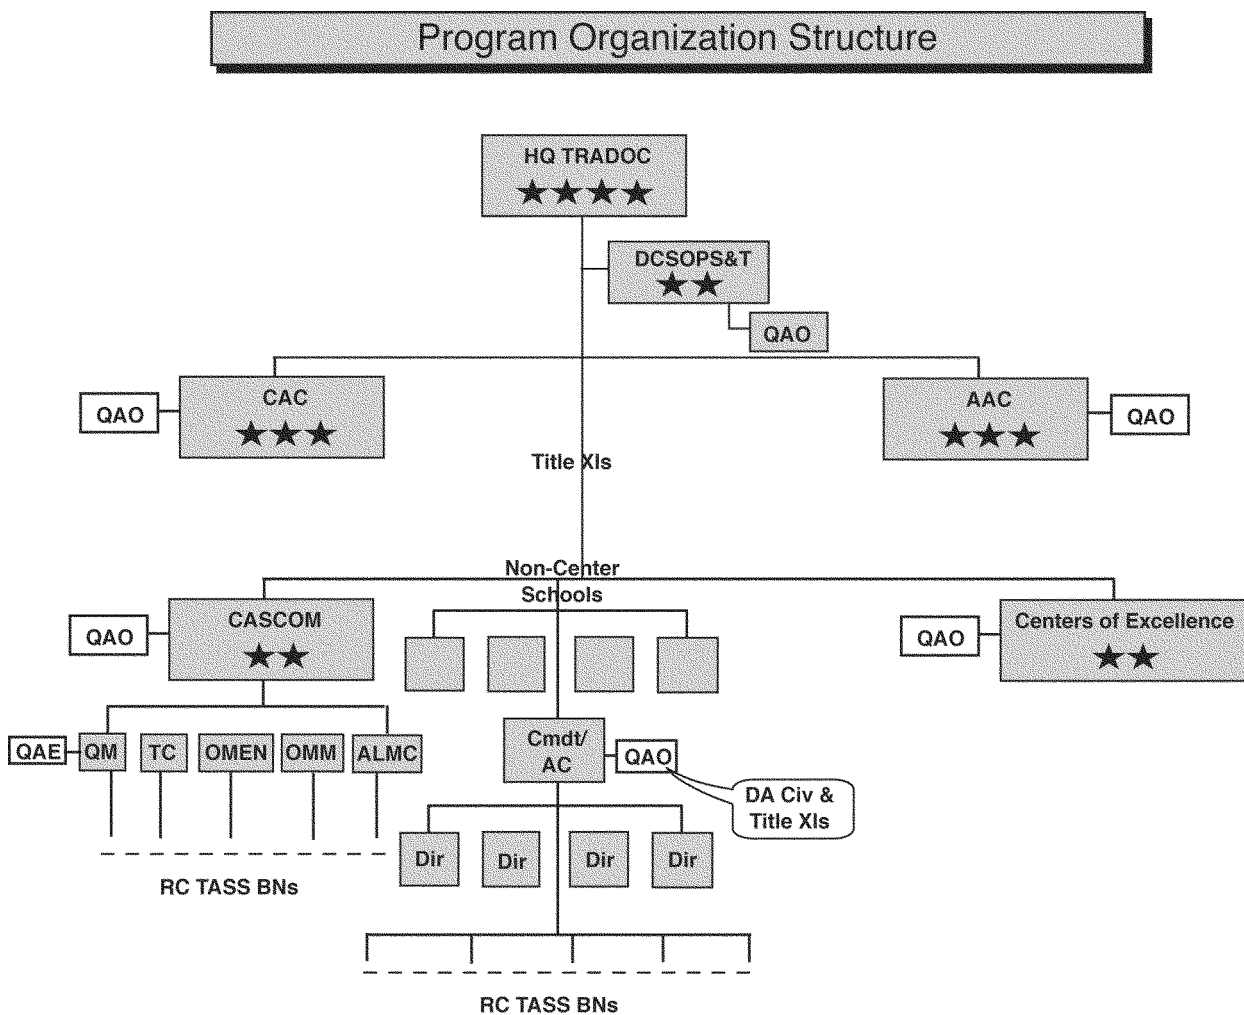 Program Organization Structure
HQ TRADOC
DCSOPS&T
QAO
QAO
CAC
AAC
QAO
Title XIs
Non-Center
Schools
QAO
CASCOM
QAO
Centers of Excellence
QAE
QM
TC
OMEN
OMM
ALMC
Cmdt/
AC
QAO
DA Civ &
Title XIs
Dir
Dir
Dir
Dir
RC TASS BNs
RC TASS BNs